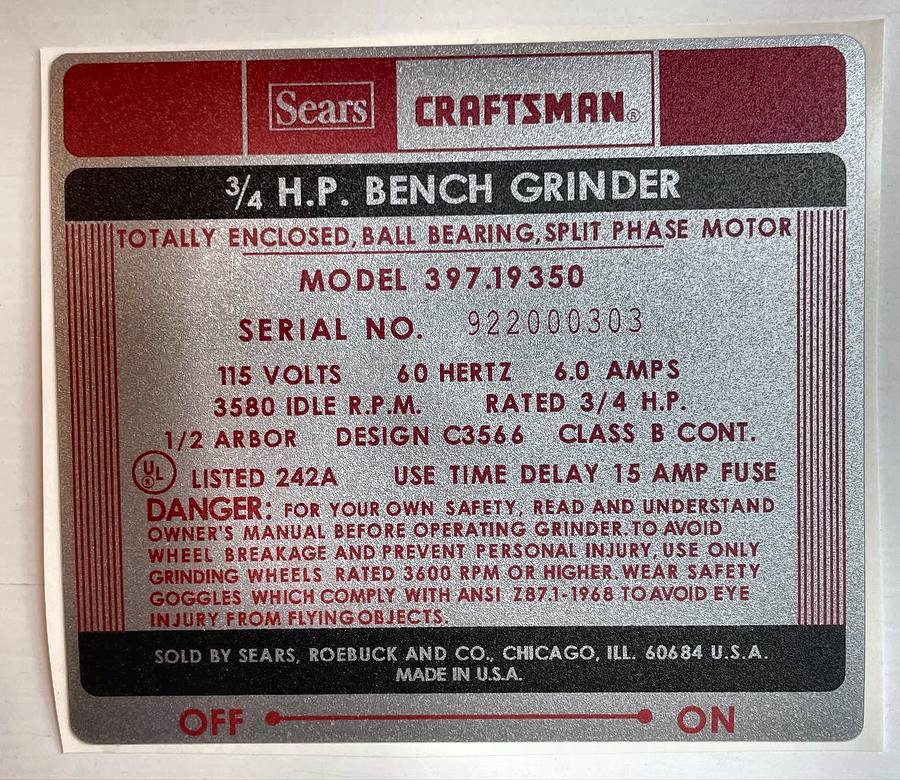 Sears CRAFTSMAN®
3/4 H.P. BENCH GRINDER
TOTALLY ENCLOSED, BALL BEARING, SPLIT PHASE MOTOR
MODEL 397.19350
SERIAL NO. 922000303
115 VOLTS 60 HERTZ 6.0 AMPS
3580 IDLE R.P.M. RATED 3/4 H.P.
1/2 ARBOR DESIGN C3566 CLASS B CONT.
UL® LISTED 242A USE TIME DELAY 15 AMP FUSE
DANGER: FOR YOUR OWN SAFETY, READ AND UNDERSTAND
OWNER'S MANUAL BEFORE OPERATING GRINDER. TO AVOID
WHEEL BREAKAGE AND PREVENT PERSONAL INJURY, USE ONLY
GRINDING WHEELS RATED 3600 RPM OR HIGHER. WEAR SAFETY
GOGGLES WHICH COMPLY WITH ANSI Z87.1-1968 TO AVOID EYE
INJURY FROM FLYING OBJECTS.
SOLD BY SEARS, ROEBUCK AND CO., CHICAGO, ILL. 60684 U.S.A.
MADE IN U.S.A.
OFF ON